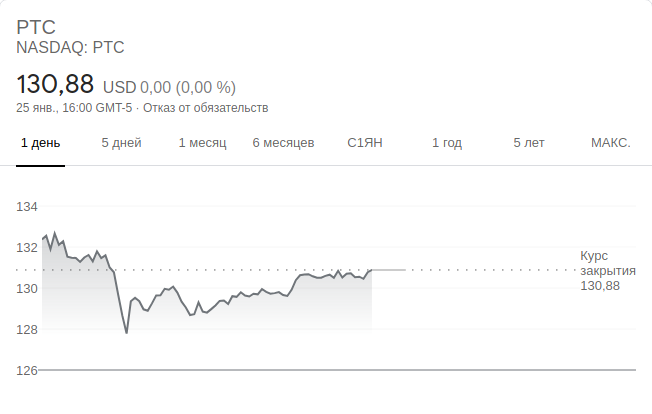 PTC
NASDAQ: PTC
130,88 USD 0,00 (0,00 %)
25 янв., 16:00 GMT-5 · Отказ от обязательств
1 день 5 дней 1 месяц 6 месяцев С1ЯН 1 год 5 лет МАКС.
134
132
Курс
закрытия
130,88
130
128
126